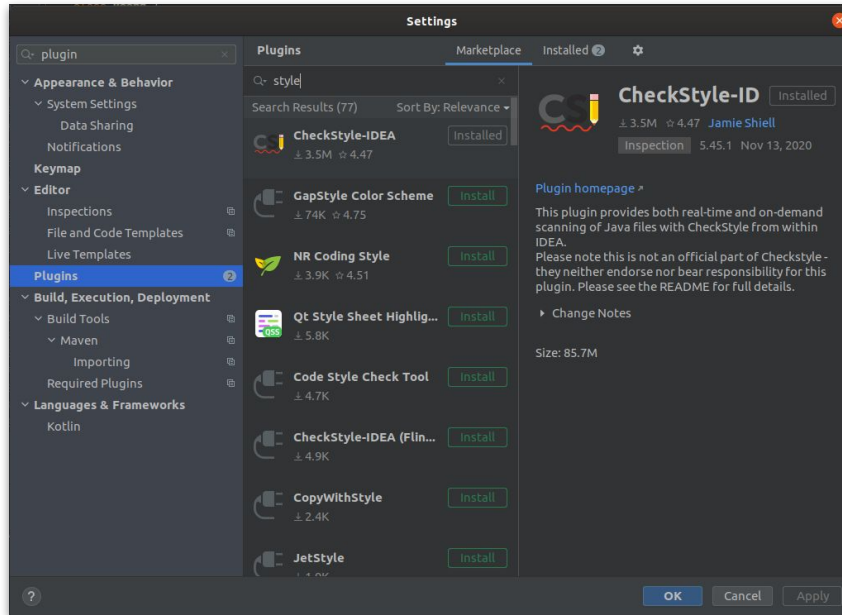 Settings
plugin
Appearance & Behavior
System Settings
Data Sharing
Notifications
Keymap
Editor
Inspections
File and Code Templates
Live Templates
Plugins 2
Build, Execution, Deployment
Build Tools
Maven
Importing
Required Plugins
Languages & Frameworks
Kotlin
Plugins Marketplace Installed 2
style
Search Results (77) Sort By: Relevance
CheckStyle-IDEA Installed
3.5M 4.47
GapStyle Color Scheme Install
74K 4.75
NR Coding Style Install
3.9K 4.51
Qt Style Sheet Highlig... Install
QSS
5.8K
Code Style Check Tool Install
4.7K
CheckStyle-IDEA (Flin... Install
4.9K
CopyWithStyle Install
2.4K
JetStyle Install
CS
CheckStyle-ID Installed
3.5M 4.47 Jamie Shiell
Inspection 5.45.1 Nov 13, 2020
Plugin homepage
This plugin provides both real-time and on-demand
scanning of Java files with CheckStyle from within
IDEA.
Please note this is not an official part of Checkstyle -
they neither endorse nor bear responsibility for this
plugin. Please see the README for full details.
Change Notes
Size: 85.7M
? OK Cancel Apply